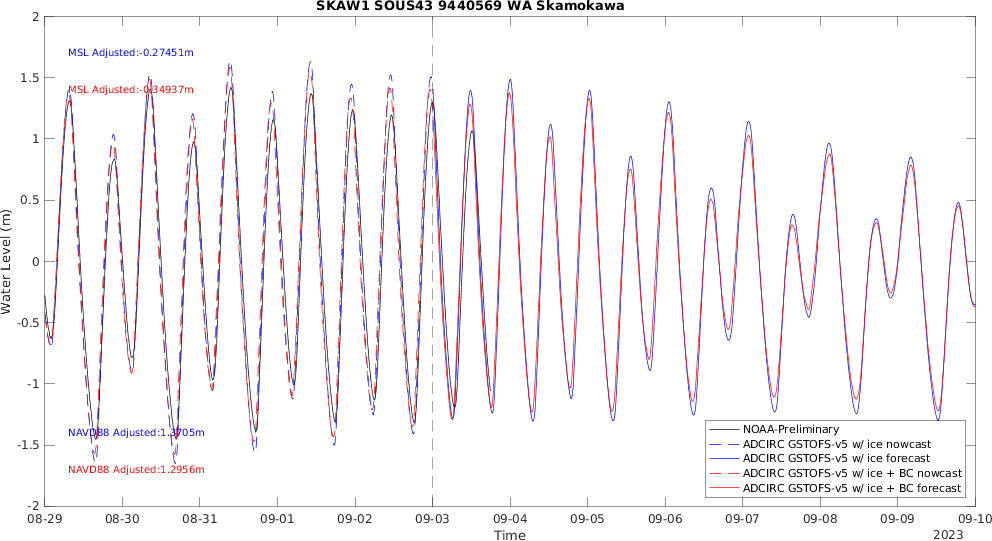 SKAW1 SOUS43 9440569 WA Skamokawa
Water Level (m)
2
1.5
1
0.5
0
-0.5
-1
-1.5
-2
MSL Adjusted:-0.27451m
MSL Adjusted:-0.34937m
NAVD88 Adjusted:1.3705m
NAVD88 Adjusted:1.2956m
NOAA-Preliminary
ADCIRC GSTOFS-v5 w/ ice nowcast
ADCIRC GSTOFS-v5 w/ ice forecast
ADCIRC GSTOFS-v5 w/ ice + BC nowcast
ADCIRC GSTOFS-v5 w/ ice + BC forecast
08-29 08-30 08-31 09-01 09-02 09-03 09-04 09-05 09-06 09-07 09-08 09-09 09-10
Time
2023